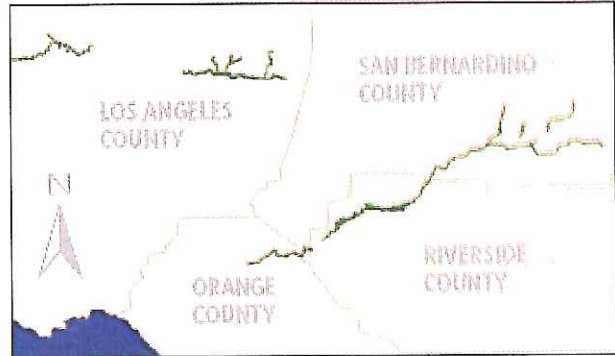 SAN BERNARDINO
COUNTY
LOS ANGELES
COUNTY
N
RIVERSIDE
COUNTY
ORANGE
COUNTY